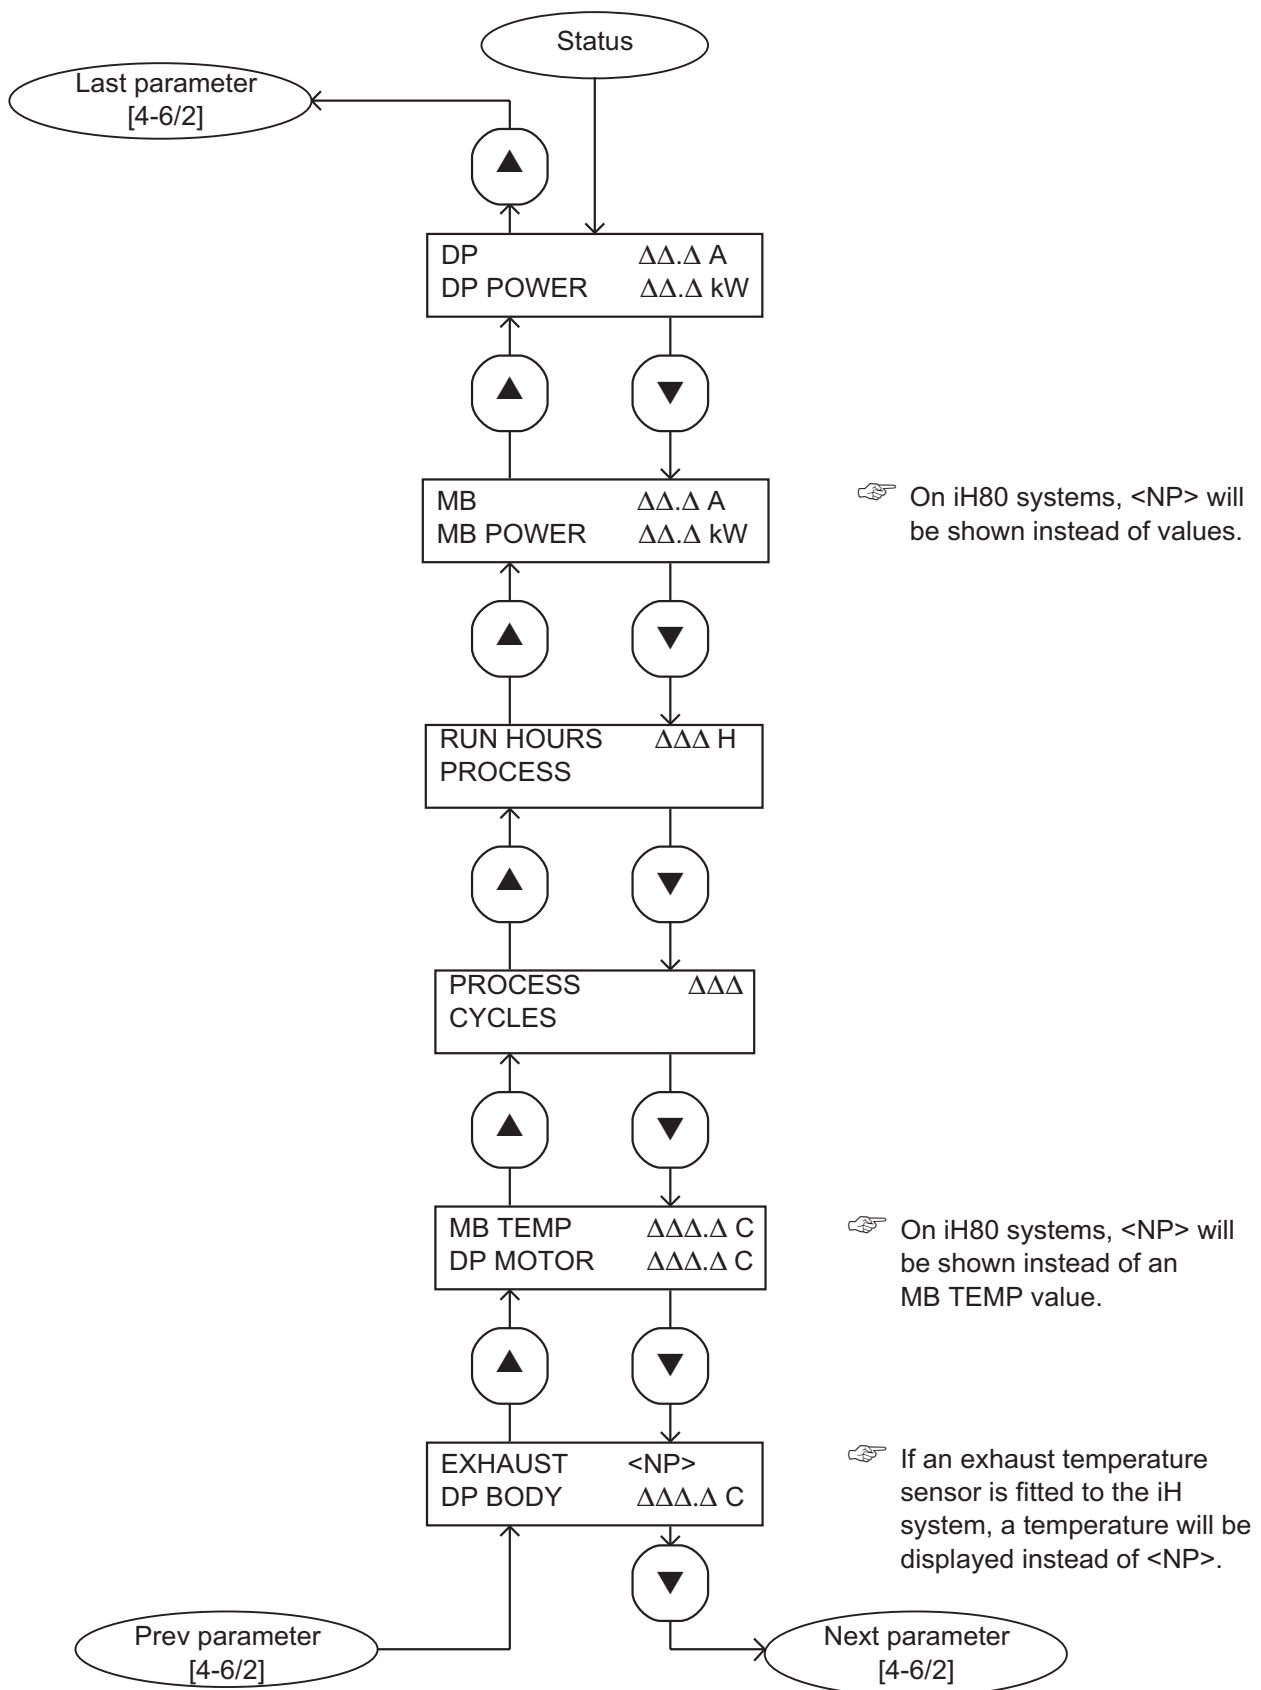 Status
Last parameter
[4-6/2]
▲
DP ΔΔ.Δ A
DP POWER ΔΔ.Δ kW
▲ ▼
MB ΔΔ.Δ A
MB POWER ΔΔ.Δ kW
☞ On iH80 systems, <NP> will
be shown instead of values.
▲ ▼
RUN HOURS ΔΔΔ H
PROCESS
▲ ▼
PROCESS ΔΔΔ
CYCLES
▲ ▼
MB TEMP ΔΔΔ.Δ C
DP MOTOR ΔΔΔ.Δ C
☞ On iH80 systems, <NP> will
be shown instead of an
MB TEMP value.
▲ ▼
EXHAUST <NP>
DP BODY ΔΔΔ.Δ C
☞ If an exhaust temperature
sensor is fitted to the iH
system, a temperature will be
displayed instead of <NP>.
▼
Prev parameter
[4-6/2]
Next parameter
[4-6/2]